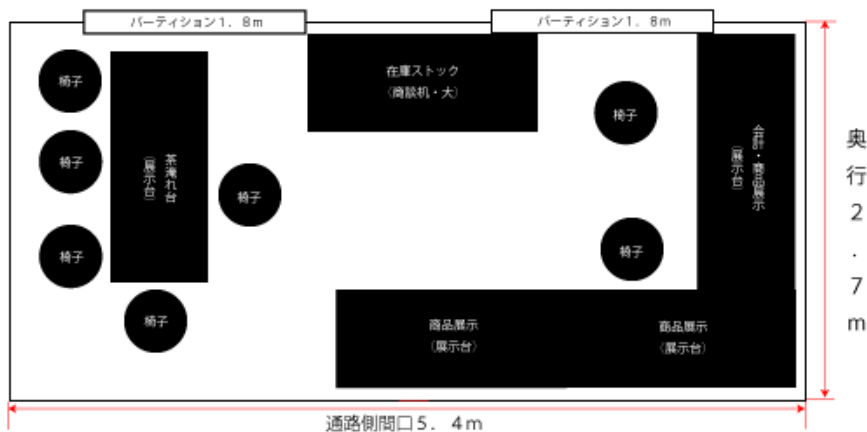 パーティション1．8m
パーティション1．8m
椅子
在庫ストック
（商談机・大）
椅子
会計・商品展示
（展示台）
椅子
茶淹れ台
（展示台）
椅子
椅子
椅子
椅子
商品展示
（展示台）
商品展示
（展示台）
奥行2．7m
通路側間口5．4m